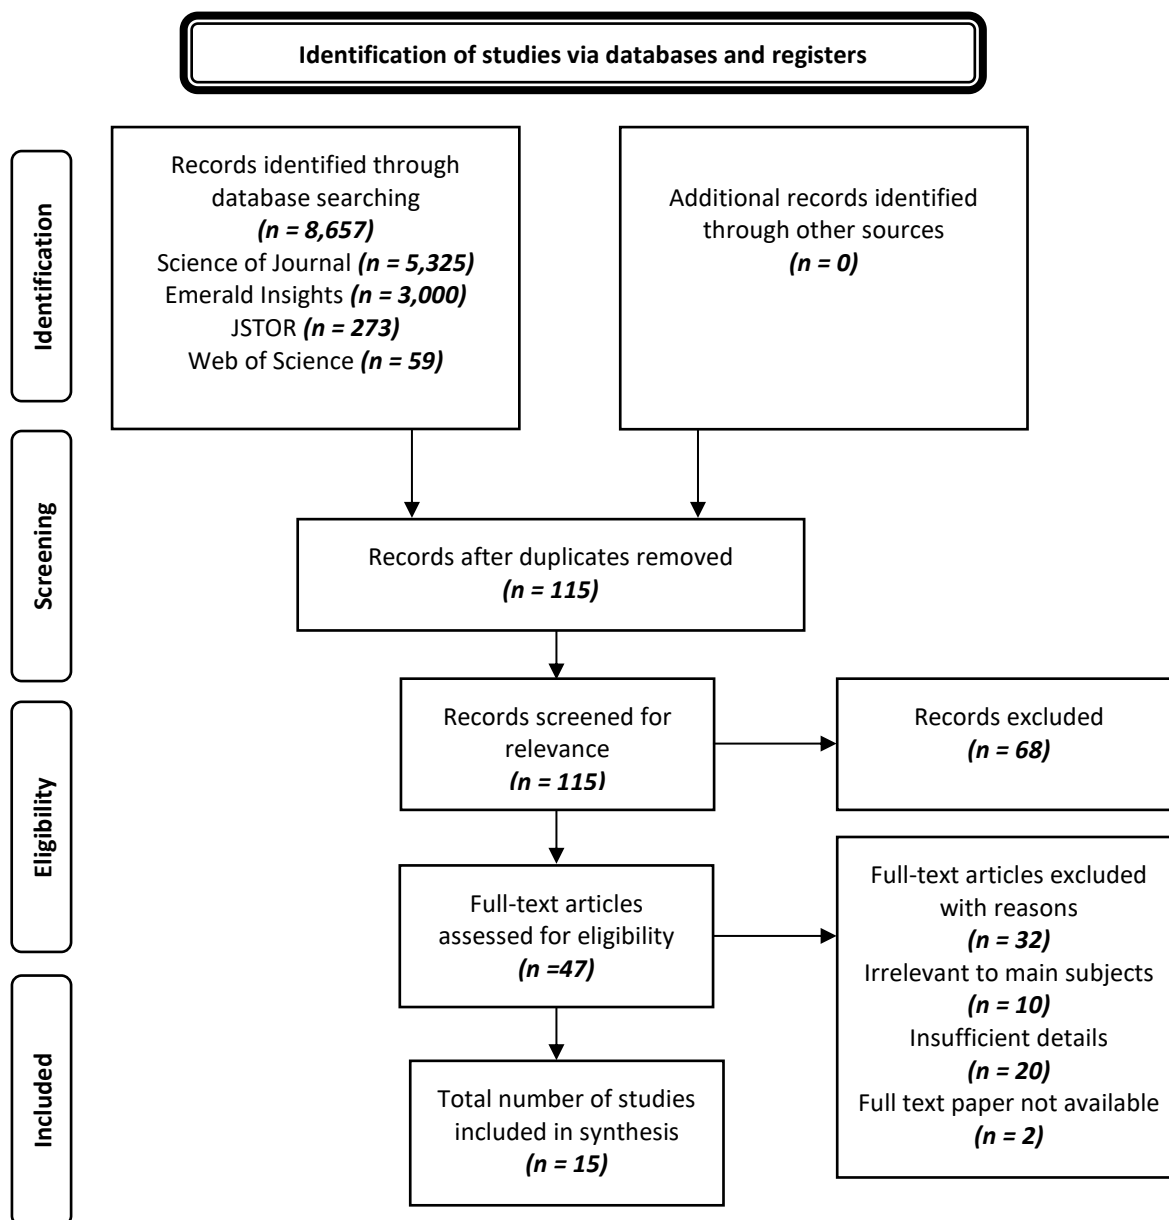 Identification of studies via databases and registers
Identification
Records identified through
database searching
(n = 8,657)
Science of Journal (n = 5,325)
Emerald Insights (n = 3,000)
JSTOR (n = 273)
Web of Science (n = 59)
Additional records identified
through other sources
(n = 0)
Screening
Records after duplicates removed
(n = 115)
Records screened for
relevance
(n = 115)
Records excluded
(n = 68)
Eligibility
Full-text articles
assessed for eligibility
(n =47)
Full-text articles excluded
with reasons
(n = 32)
Irrelevant to main subjects
(n = 10)
Insufficient details
(n = 20)
Full text paper not available
(n = 2)
Included
Total number of studies
included in synthesis
(n = 15)